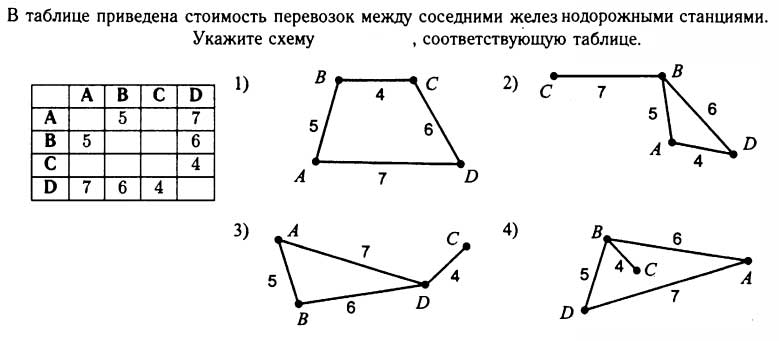 В таблице приведена стоимость перевозок между соседними железнодорожными станциями.
Укажите схему , соответствующую таблице.
A B C D
A 5 7
B 5 6
C 4
D 7 6 4
1)
B C
4
5 6
A D
7
2)
C B
7
5 6
A D
4
3)
A C
7
5 4
B D
6
4)
B
6
5 4 C A
7
D